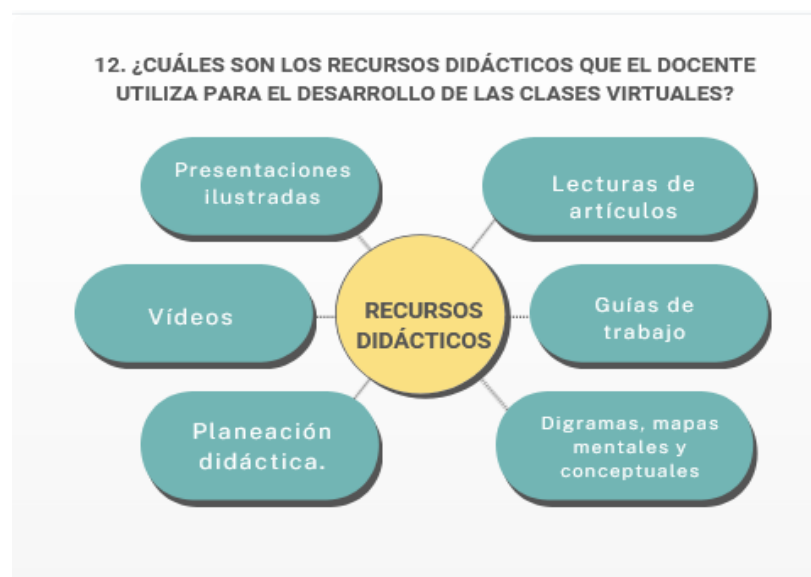 12. ¿CUÁLES SON LOS RECURSOS DIDÁCTICOS QUE EL DOCENTE
UTILIZA PARA EL DESARROLLO DE LAS CLASES VIRTUALES?
Presentaciones
ilustradas
Lecturas de
artículos
Vídeos
RECURSOS
DIDÁCTICOS
Guías de
trabajo
Planeación
didáctica.
Digramas, mapas
mentales y
conceptuales